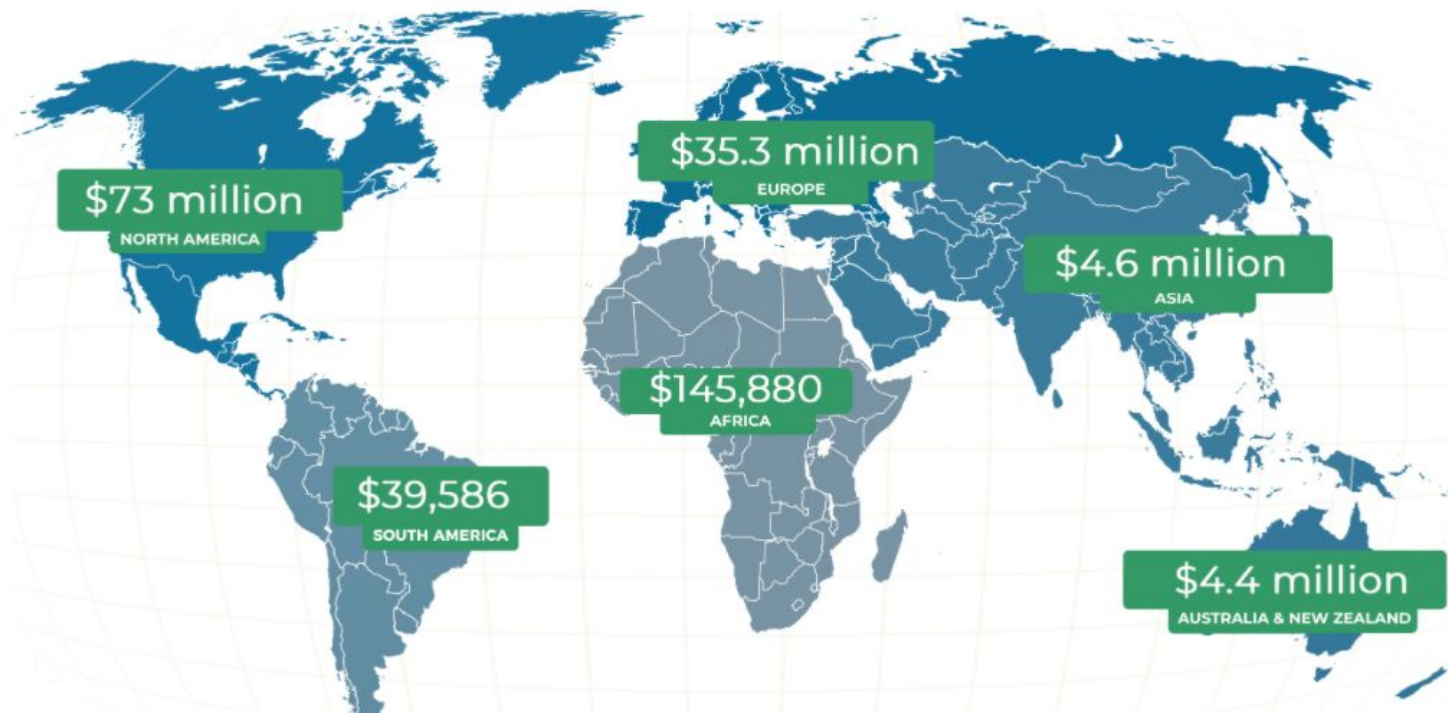 $73 million
NORTH AMERICA
$35.3 million
EUROPE
$4.6 million
ASIA
$145,880
AFRICA
$39,586
SOUTH AMERICA
$4.4 million
AUSTRALIA & NEW ZEALAND